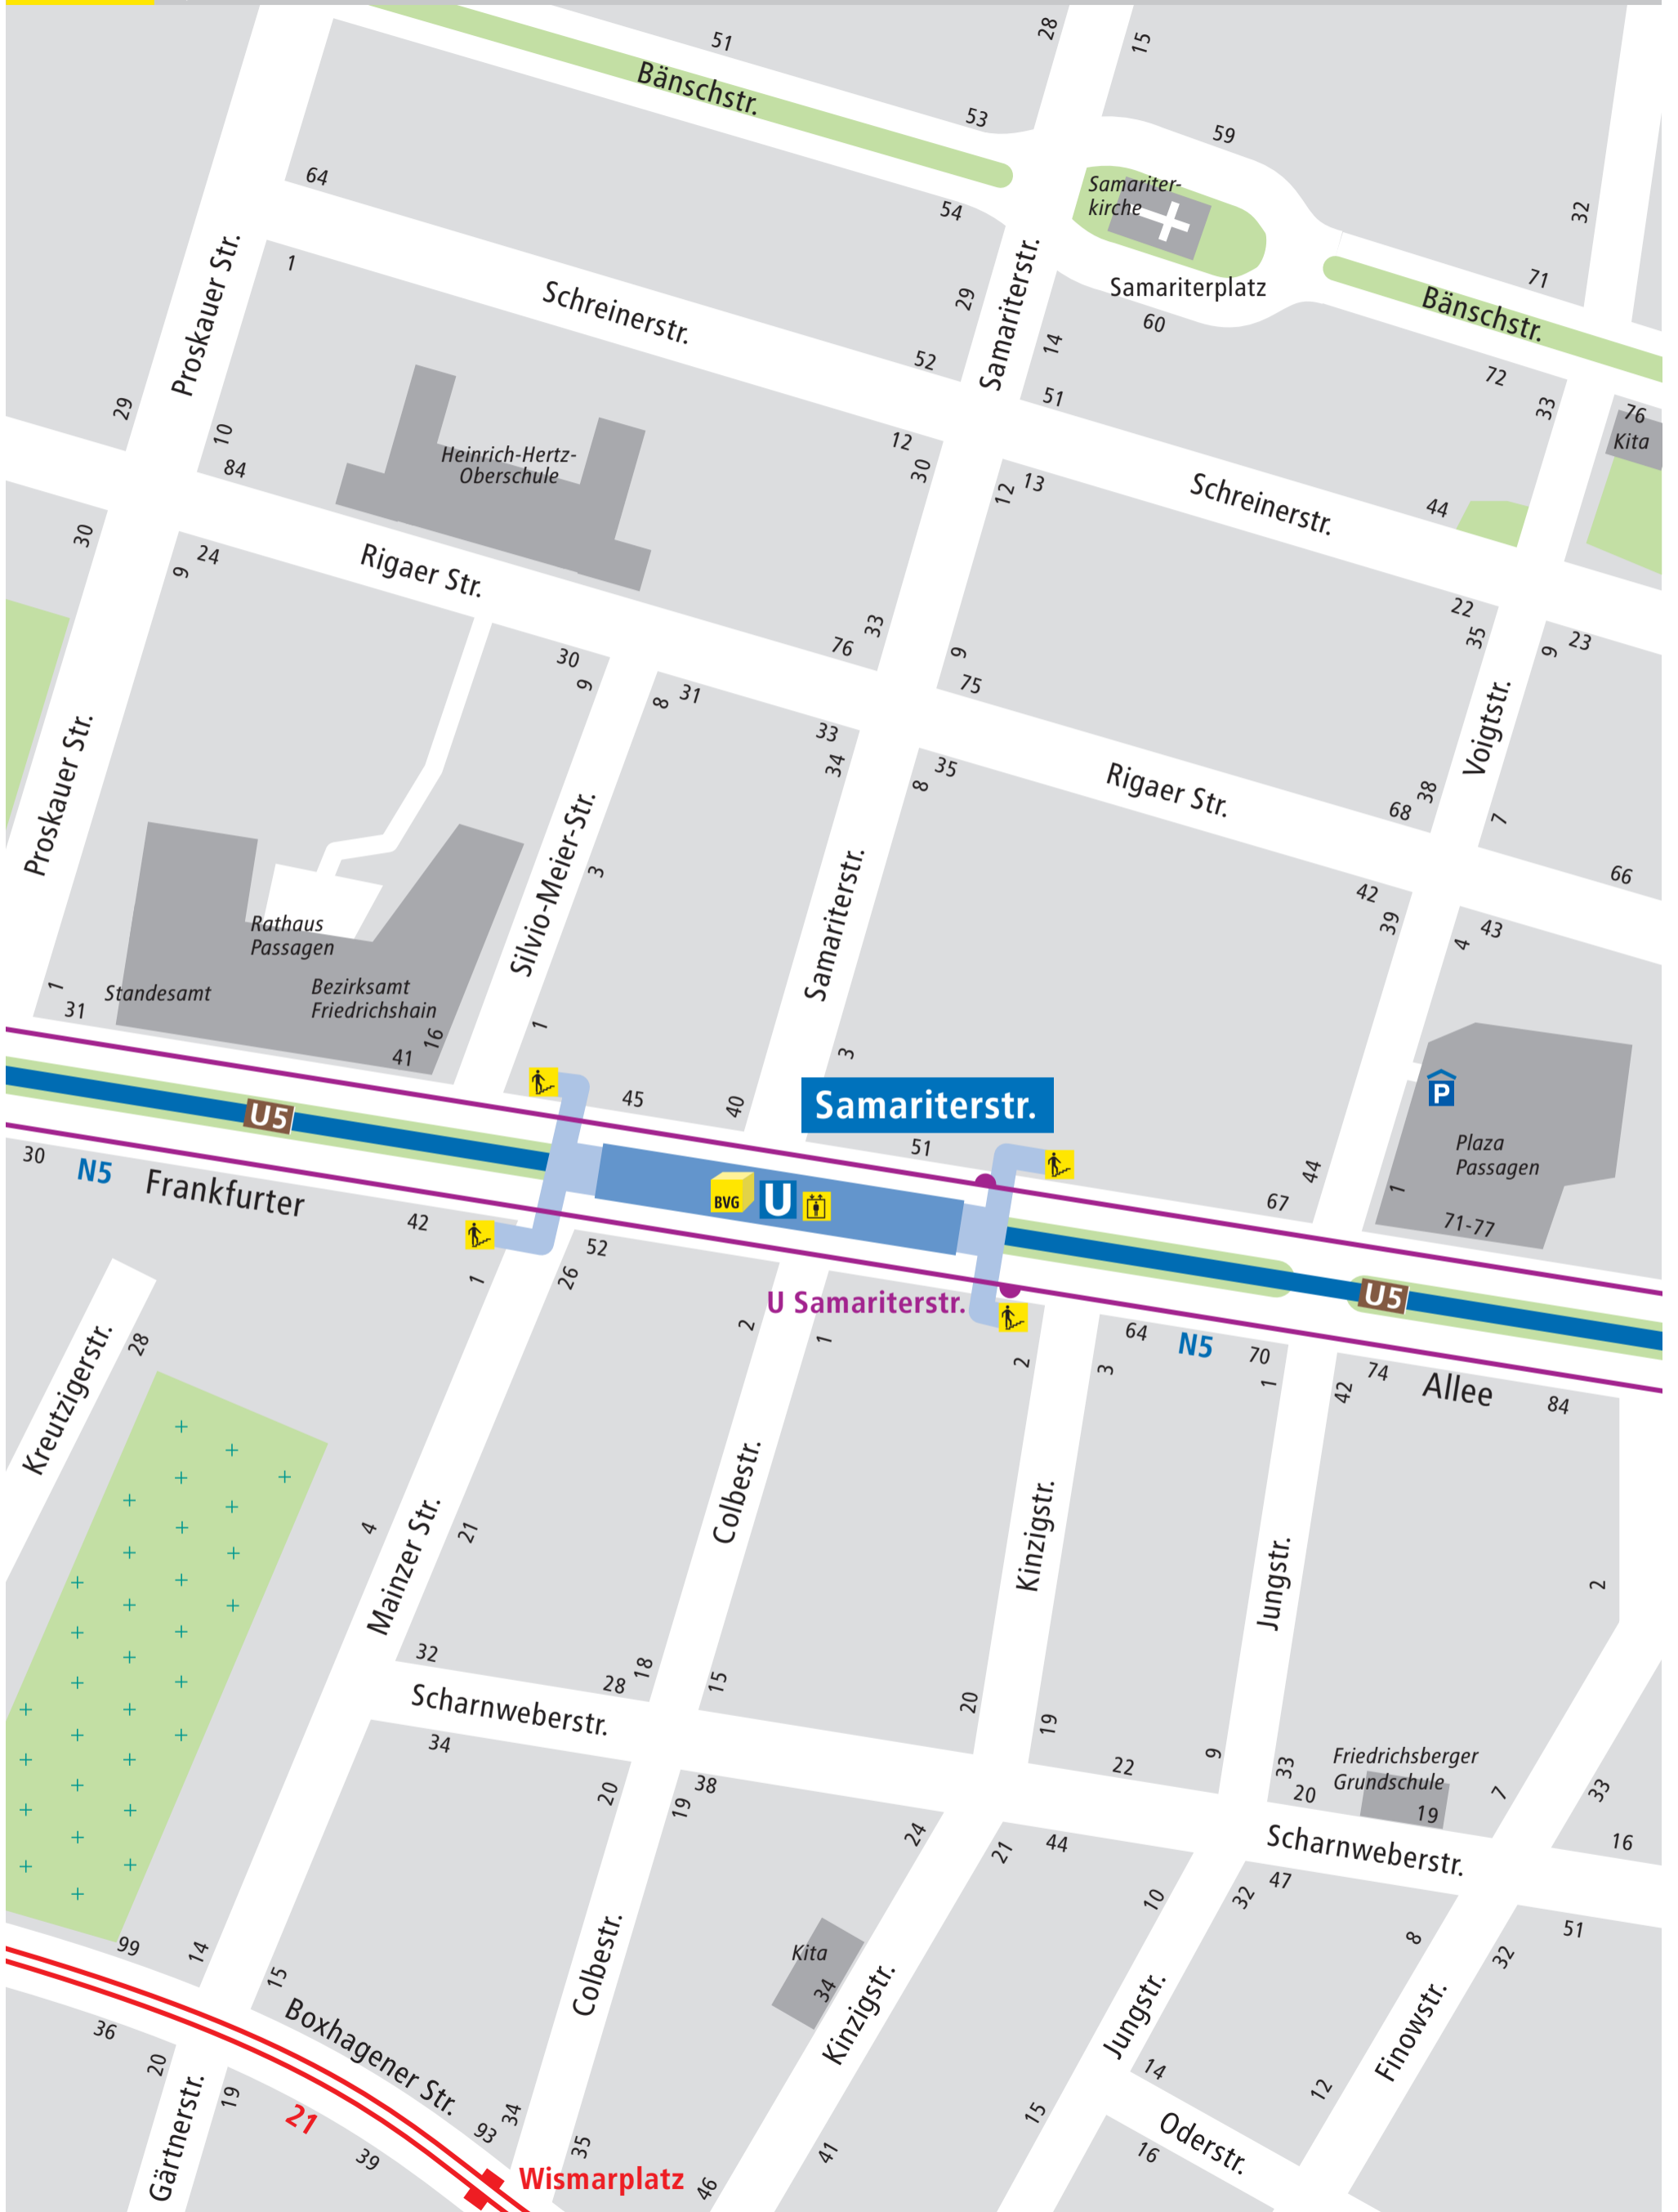 51
28
15
Bänschstr.
53
59
64
Samariter-
kirche
54
32
Proskauer Str.
1
Samariterstr.
29
Samariterplatz
71
Schreinerstr.
60
Bänschstr.
14
52
72
51
29
33
76
Kita
10
12
Heinrich-Hertz-
Oberschule
84
30
13
12
Schreinerstr.
44
30
24
9
Rigaer Str.
22
33
35
23
76
9
9
30
9
75
31
8
Proskauer Str.
33
34
35
8
Voigtstr.
Rigaer Str.
38
68
7
Silvio-Meier-Str.
3
Samariterstr.
66
42
39
Rathaus
Passagen
43
4
1
Standesamt
Bezirksamt
Friedrichshain
31
16
1
41
3
45
40
Samariterstr.
P
U5
51
Plaza
Passagen
30
N5
Frankfurter
44
1
BVG
U
67
42
71-77
52
1
26
U Samariterstr.
U5
2
1
64
N5
70
Kreutzigerstr.
28
2
3
1
42
74
Allee
84
Colbestr.
Kinzigstr.
4
Mainzer Str.
21
Jungstr.
2
32
18
28
15
Scharnweberstr.
20
19
34
22
9
33
Friedrichsberger
Grundschule
20
38
19
20
19
7
33
24
21
44
Scharnweberstr.
16
47
10
32
99
14
Kita
34
8
51
32
15
Colbestr.
Kinzigstr.
Boxhagener Str.
36
Jungstr.
Finowstr.
20
14
12
Gärtnerstr.
19
21
34
93
15
Oderstr.
39
35
41
16
Wismarplatz
46